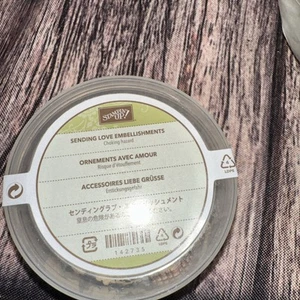 STAMPIN' UP!
SENDING LOVE EMBELLISHMENTS
Choking hazard
ORNEMENTS AVEC AMOUR
Risque d'étouffement
ACCESSOIRES LIEBE GRÜSSE
Erstickungsgefahr
センディングラブ・
142735